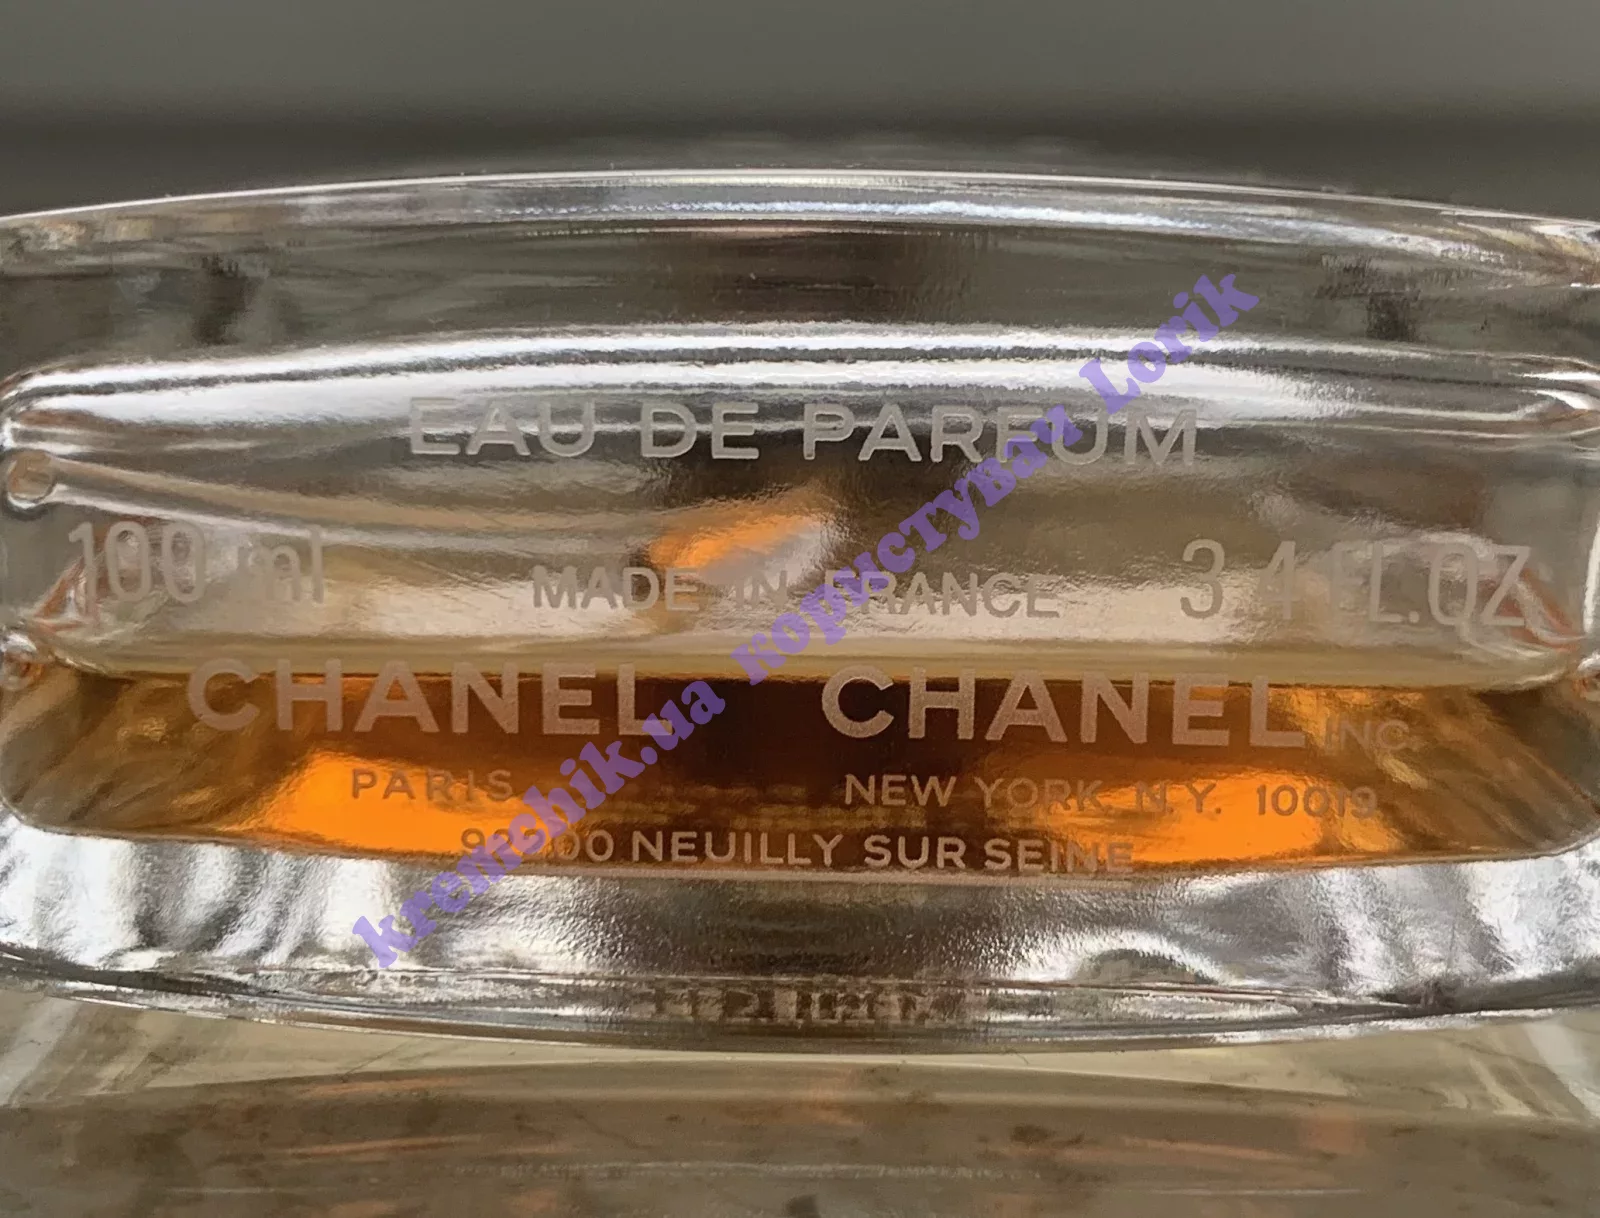 EAU DE PARFUM
100 ml MADE IN FRANCE 3.4 FL.OZ
CHANEL CHANEL INC.
PARIS NEW YORK, N.Y. 10019
92200 NEUILLY SUR SEINE
kremchik.ua користувач Lorik